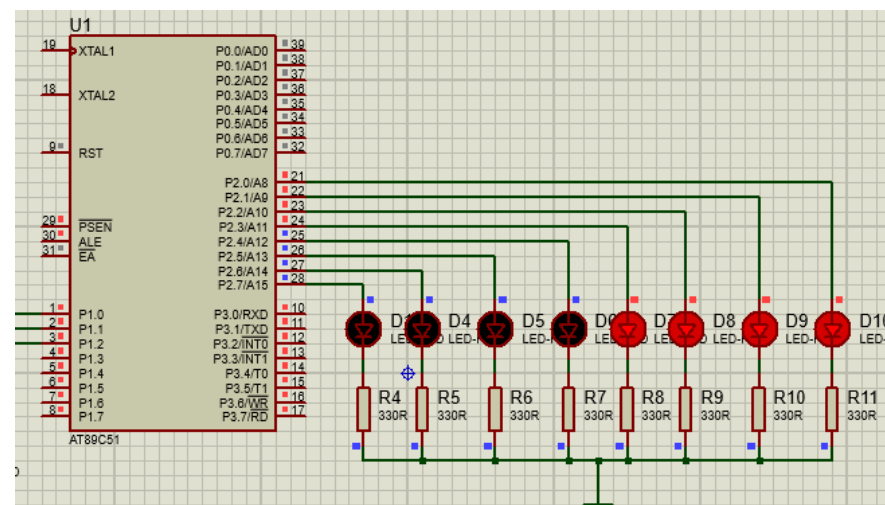 U1
19 XTAL1 P0.0/AD0 39
P0.1/AD1 38
P0.2/AD2 37
18 XTAL2 P0.3/AD3 36
P0.4/AD4 35
P0.5/AD5 34
P0.6/AD6 33
9 RST P0.7/AD7 32
P2.0/A8 21
P2.1/A9 22
P2.2/A10 23
29 PSEN P2.3/A11 24
30 ALE P2.4/A12 25
31 EA P2.5/A13 26
P2.6/A14 27
P2.7/A15 28
1 P1.0 P3.0/RXD 10
2 P1.1 P3.1/TXD 11
3 P1.2 P3.2/INT0 12
4 P1.3 P3.3/INT1 13
5 P1.4 P3.4/T0 14
6 P1.5 P3.5/T1 15
7 P1.6 P3.6/WR 16
8 P1.7 P3.7/RD 17
AT89C51
D4 D5 D8 D9 D10
LED- LED- LED- LED-
R4 R5 R6 R7 R8 R9 R10 R11
330R 330R 330R 330R 330R 330R 330R 330R